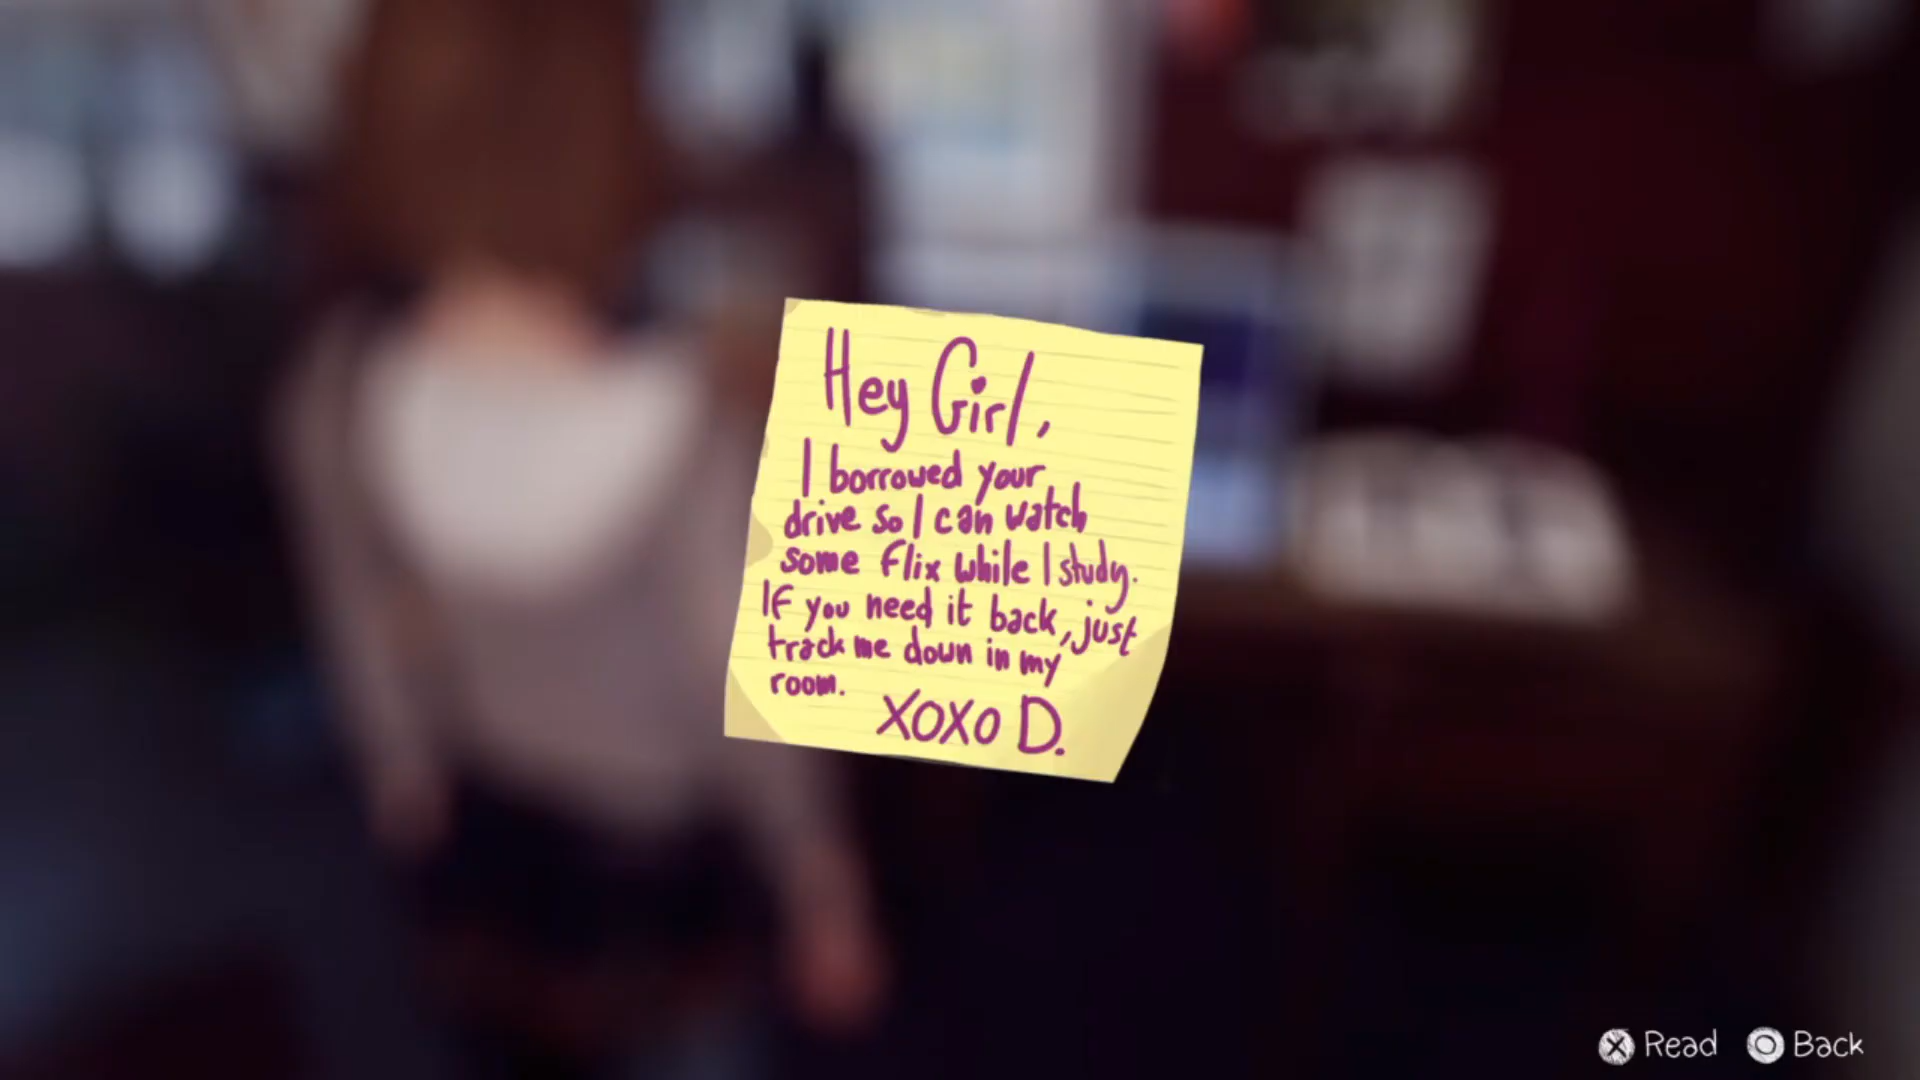 Hey Girl,
I borrowed your
drive so I can watch
some flix while I study.
If you need it back, just
track me down in my
room.
XOXO D.
Read Back